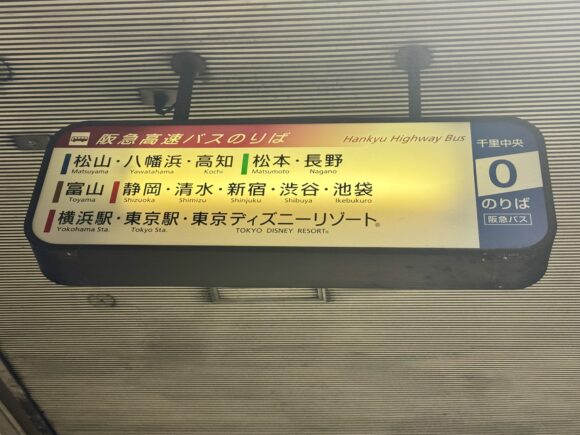 阪急高速バスのりば Hankyu Highway Bus
松山・八幡浜・高知 松本・長野
Matsuyama Yawatahama Kochi Matsumoto Nagano
富山 静岡・清水・新宿・渋谷・池袋
Toyama Shizuoka Shimizu Shinjuku Shibuya Ikebukuro
横浜駅・東京駅・東京ディズニーリゾート®
Yokohama Sta. Tokyo Sta. TOKYO DISNEY RESORT®
千里中央
0
のりば
阪急バス